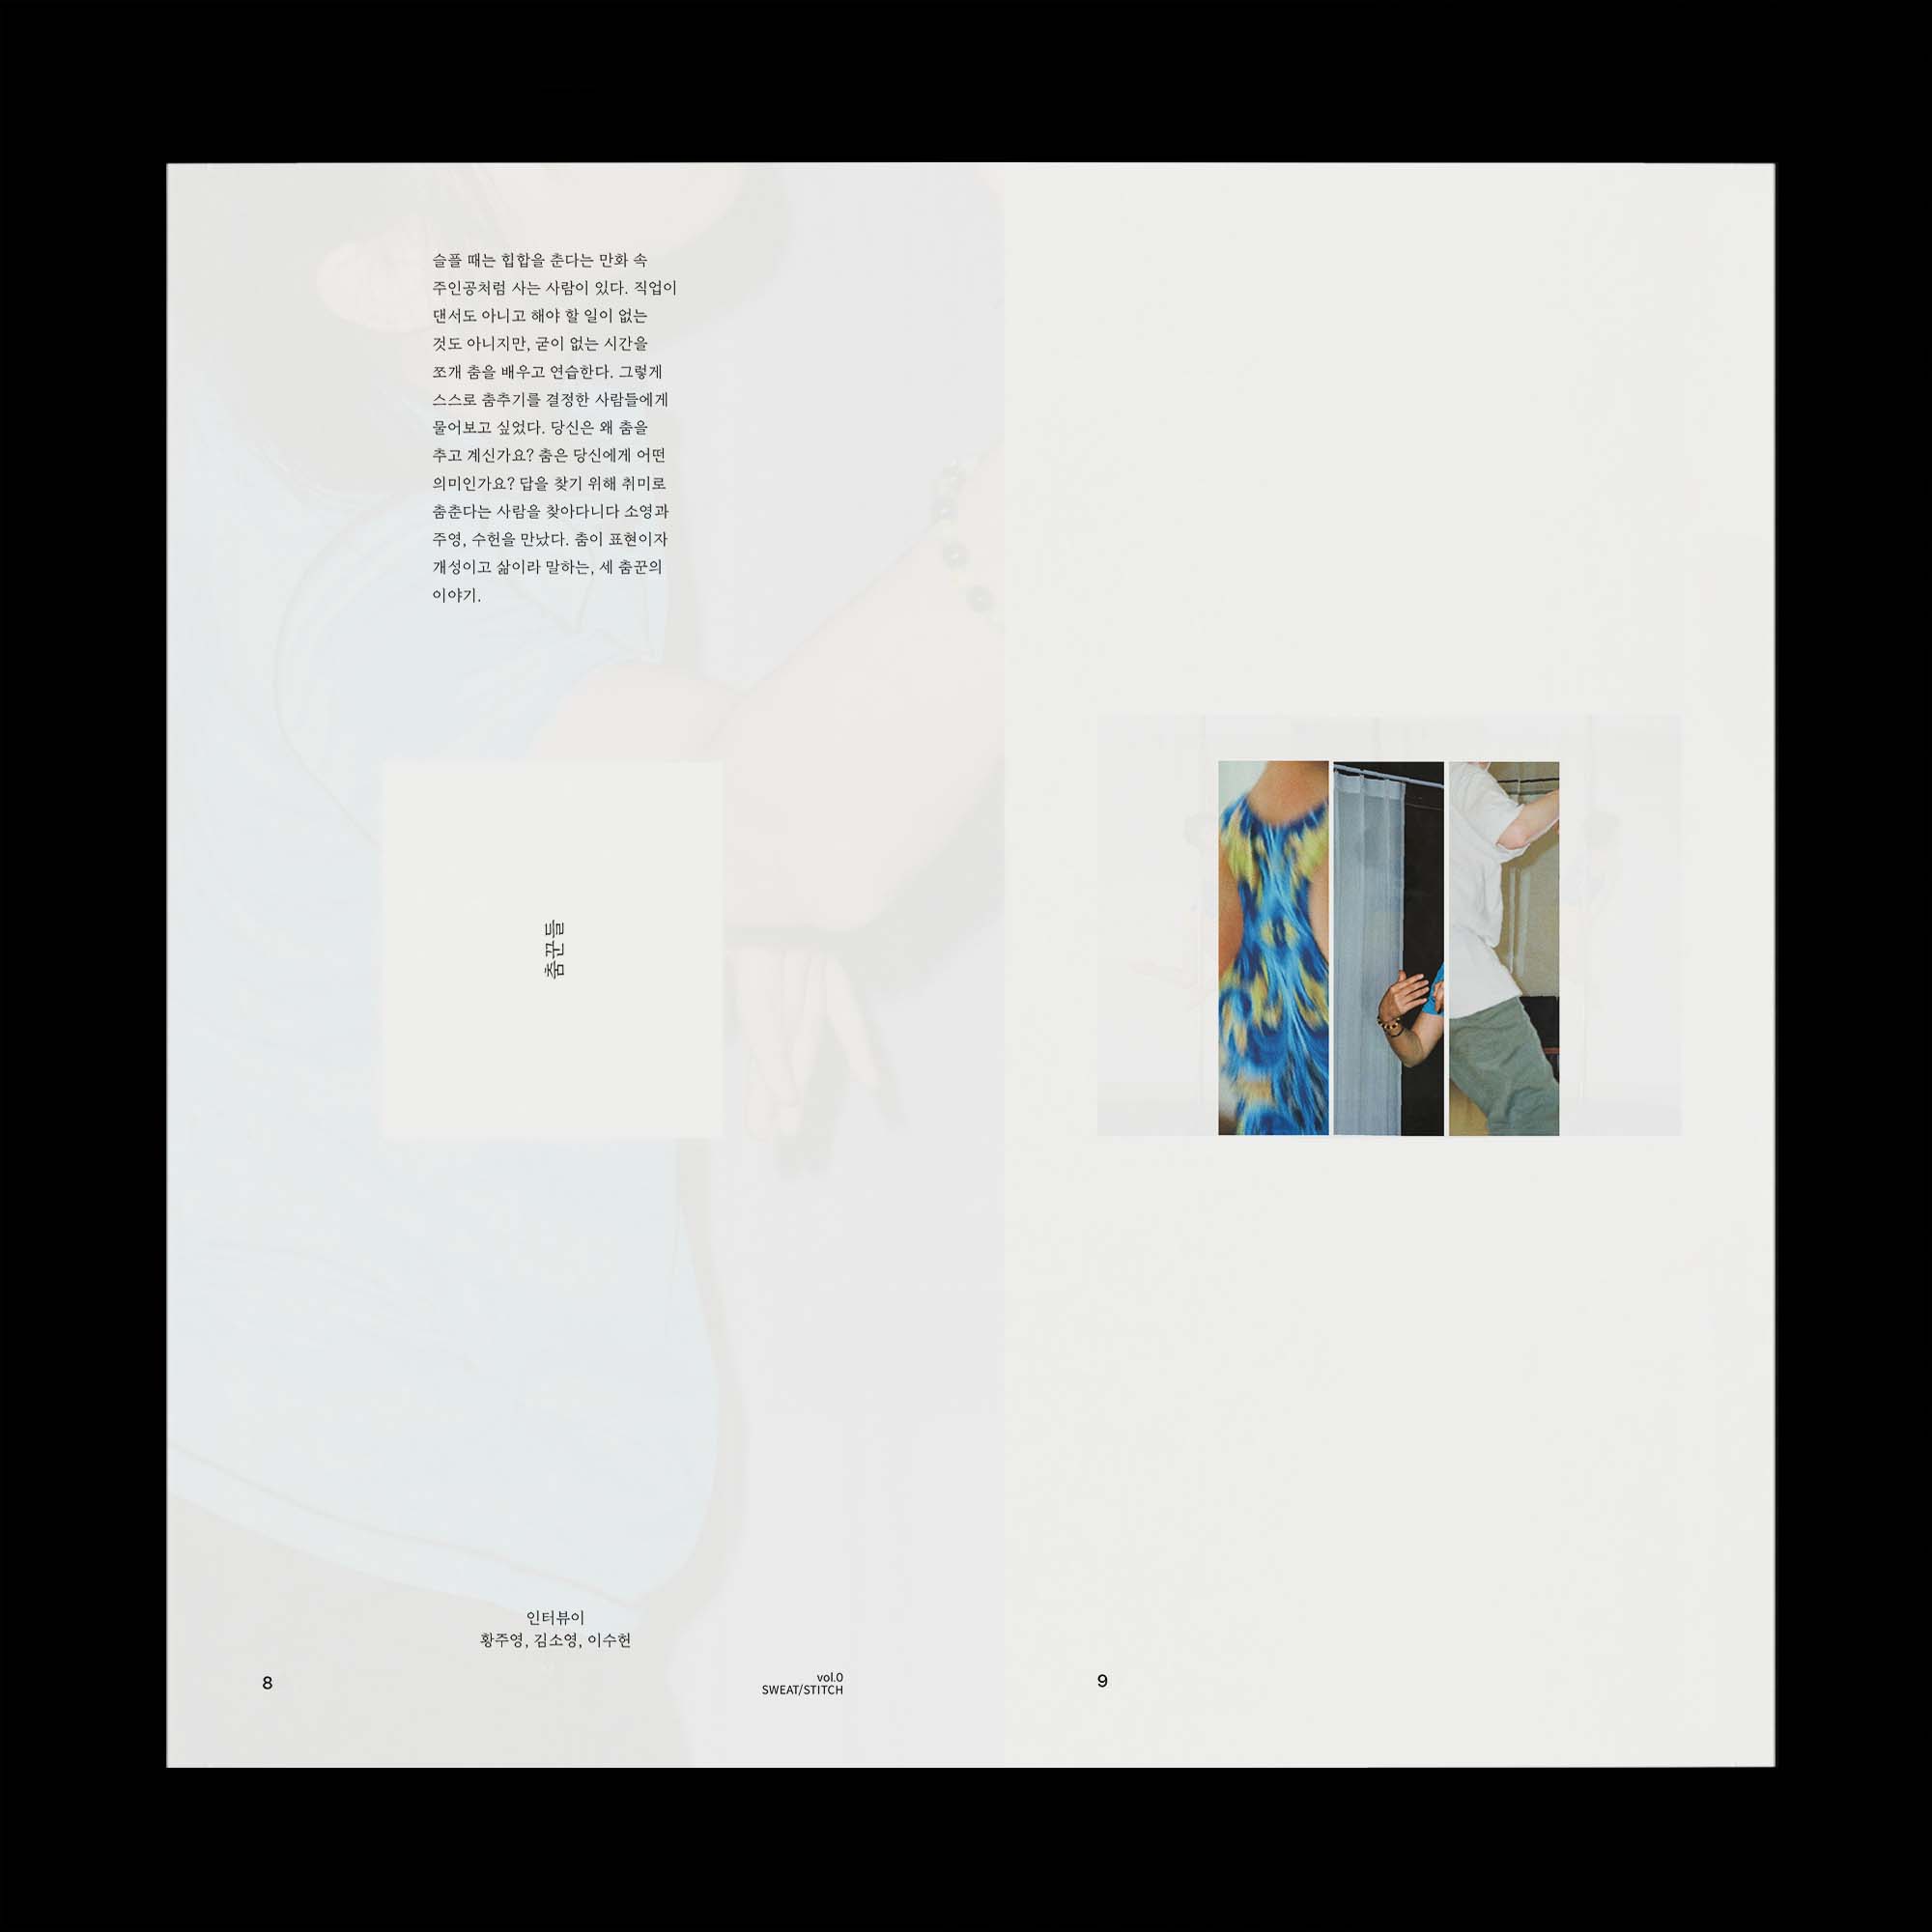 슬플 때는 힙합을 춘다는 만화 속
주인공처럼 사는 사람이 있다. 직업이
댄서도 아니고 해야 할 일이 없는
것도 아니지만, 굳이 없는 시간을
쪼개 춤을 배우고 연습한다. 그렇게
스스로 춤추기를 결정한 사람들에게
물어보고 싶었다. 당신은 왜 춤을
추고 계신가요? 춤은 당신에게 어떤
의미인가요? 답을 찾기 위해 취미로
춤춘다는 사람을 찾아다니다 소영과
주영, 수헌을 만났다. 춤이 표현이자
개성이고 삶이라 말하는, 세 춤꾼의
이야기.
춤꾼들
인터뷰이
황주영, 김소영, 이수헌
8
vol.0
SWEAT/STITCH
9